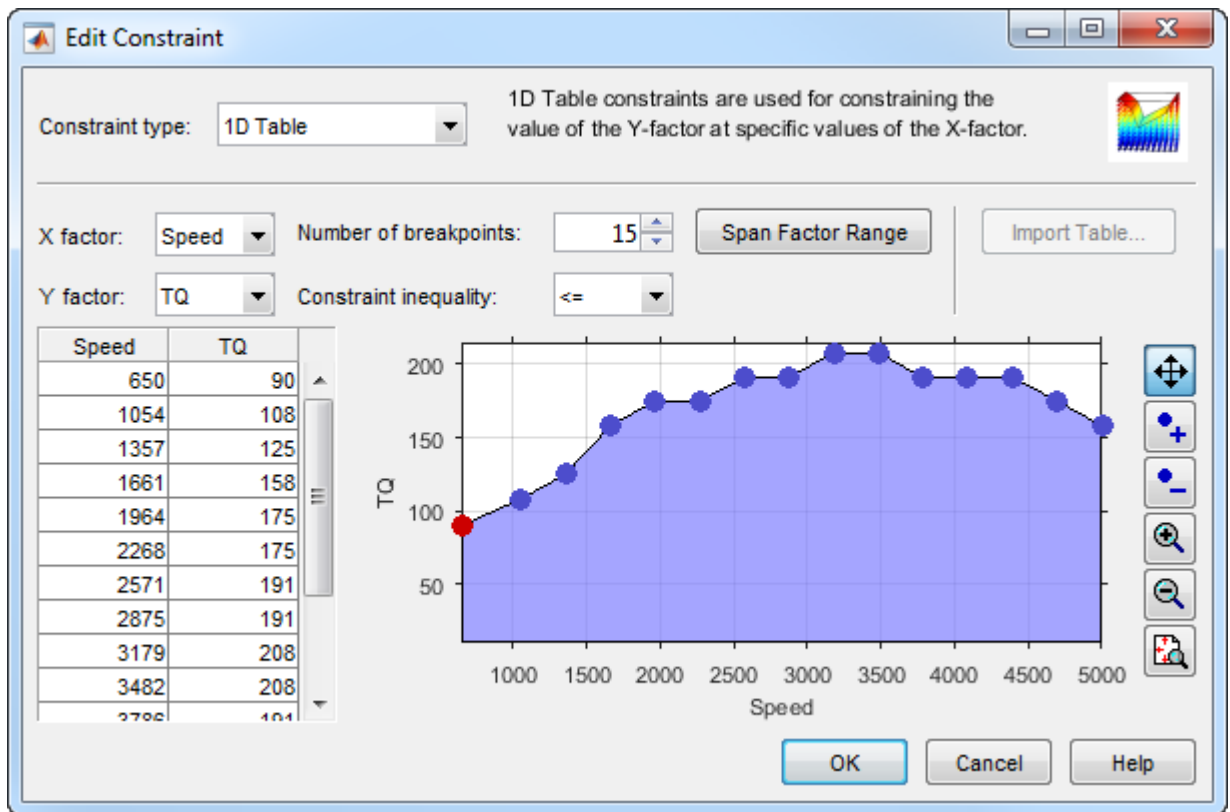 Edit Constraint
Constraint type: 1D Table
1D Table constraints are used for constraining the
value of the Y-factor at specific values of the X-factor.
X factor: Speed Number of breakpoints: 15 Span Factor Range Import Table...
Y factor: TQ Constraint inequality: <=
Speed TQ
650 90
1054 108
1357 125
1661 158
1964 175
2268 175
2571 191
2875 191
3179 208
3482 208
3786 191
200
150
100
50
TQ
1000 1500 2000 2500 3000 3500 4000 4500 5000
Speed
OK Cancel Help